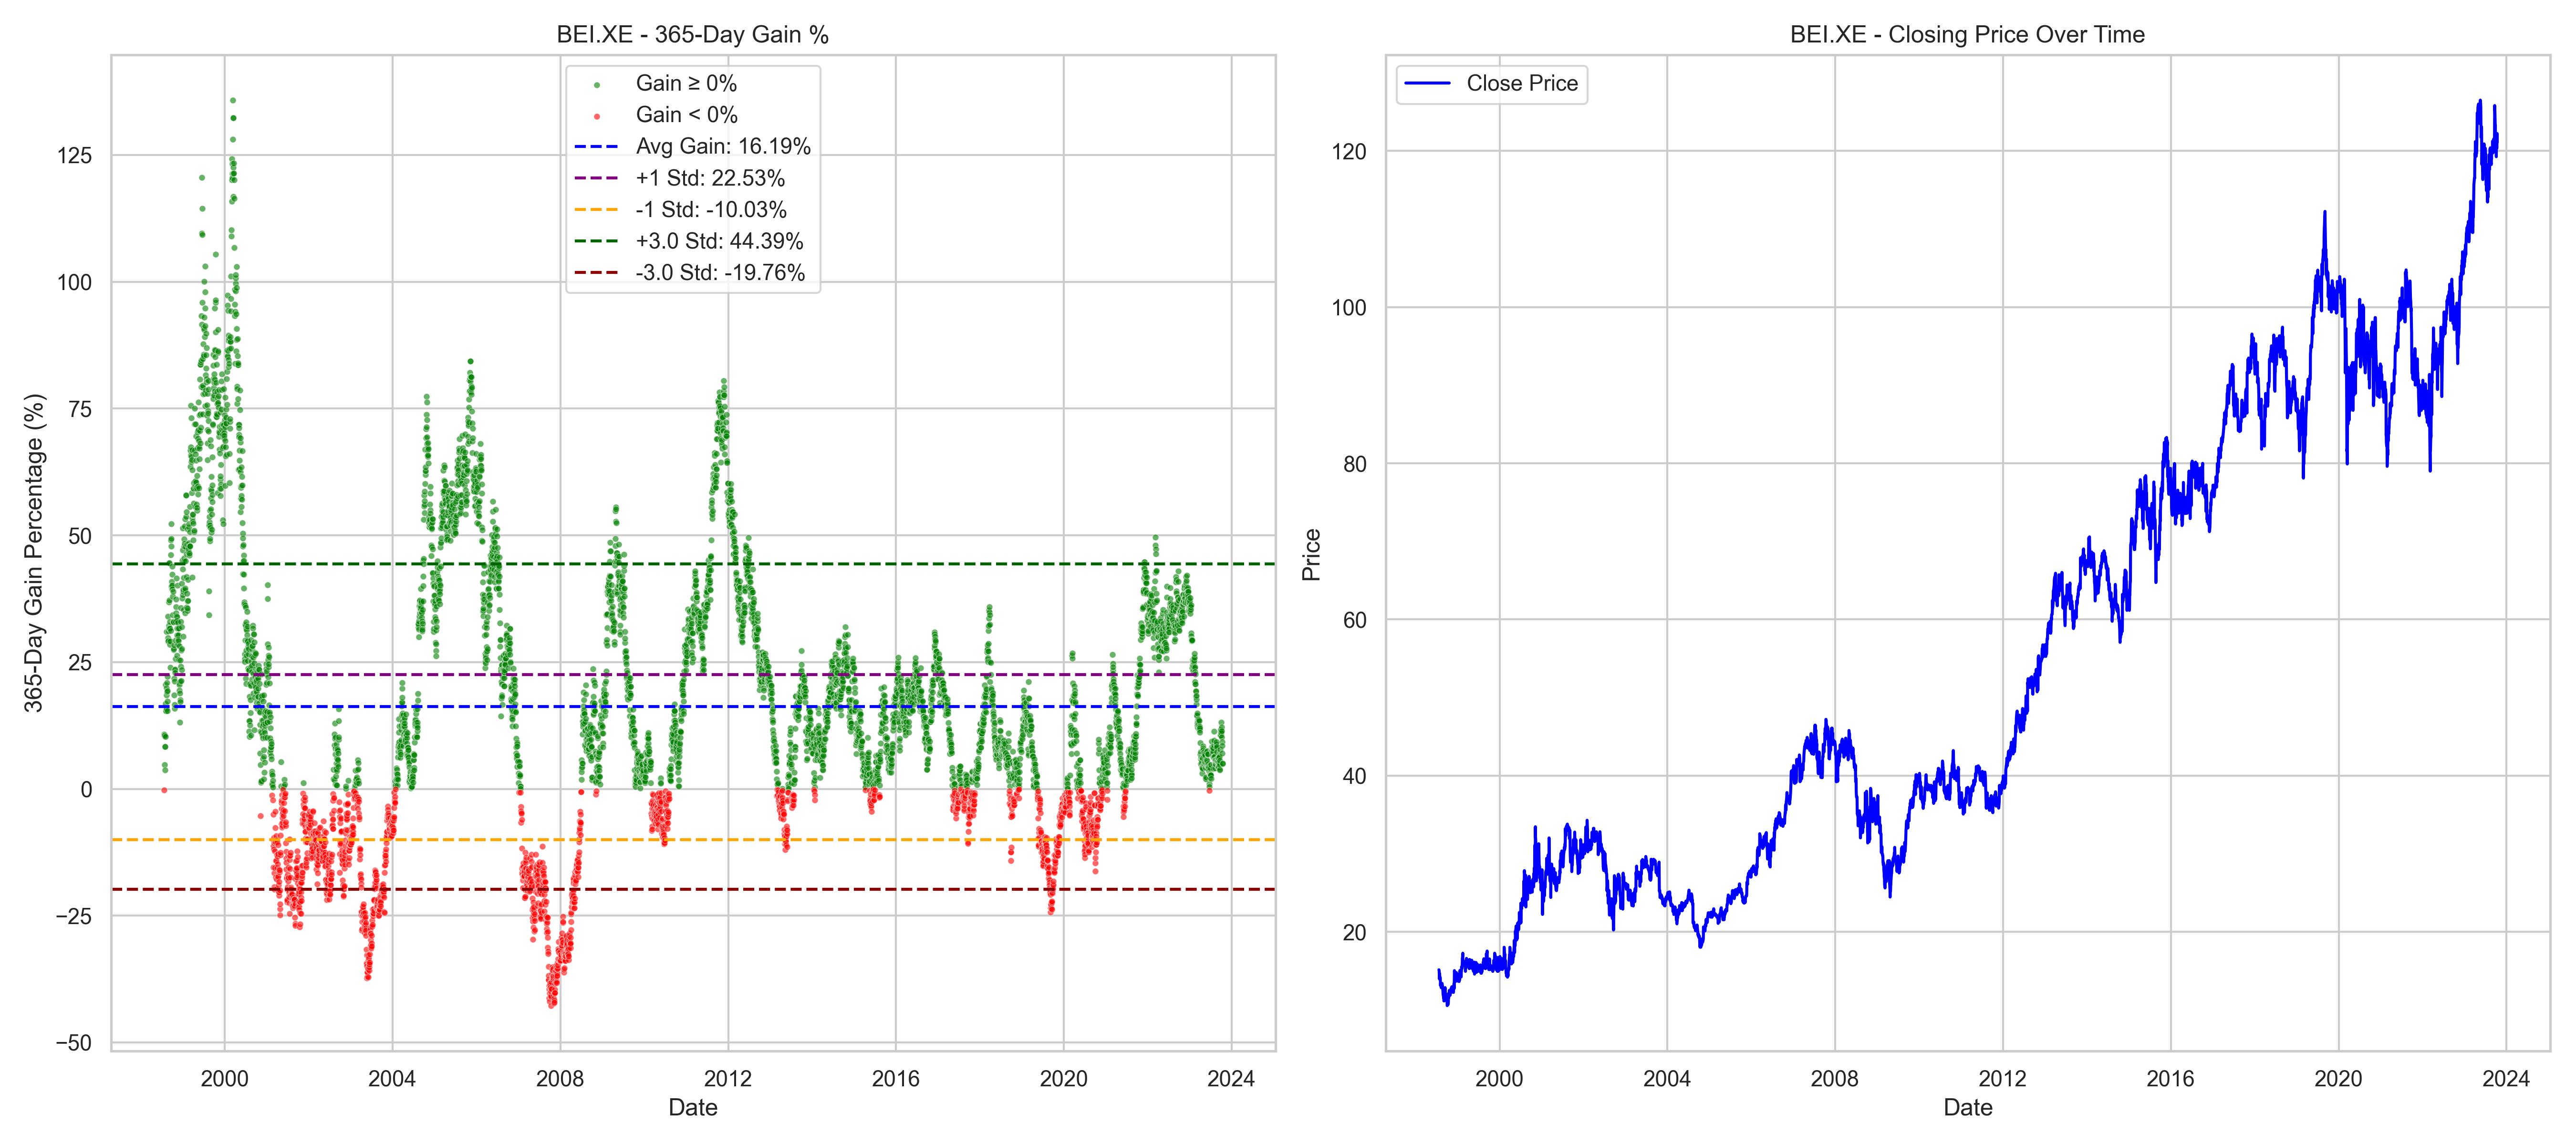 BEI.XE - 365-Day Gain %
Gain ≥ 0%
Gain < 0%
Avg Gain: 16.19%
+1 Std: 22.53%
-1 Std: -10.03%
+3.0 Std: 44.39%
-3.0 Std: -19.76%
365-Day Gain Percentage (%)
125
100
75
50
25
0
−25
−50
2000 2004 2008 2012 2016 2020 2024
Date
BEI.XE - Closing Price Over Time
Close Price
Price
120
100
80
60
40
20
2000 2004 2008 2012 2016 2020 2024
Date